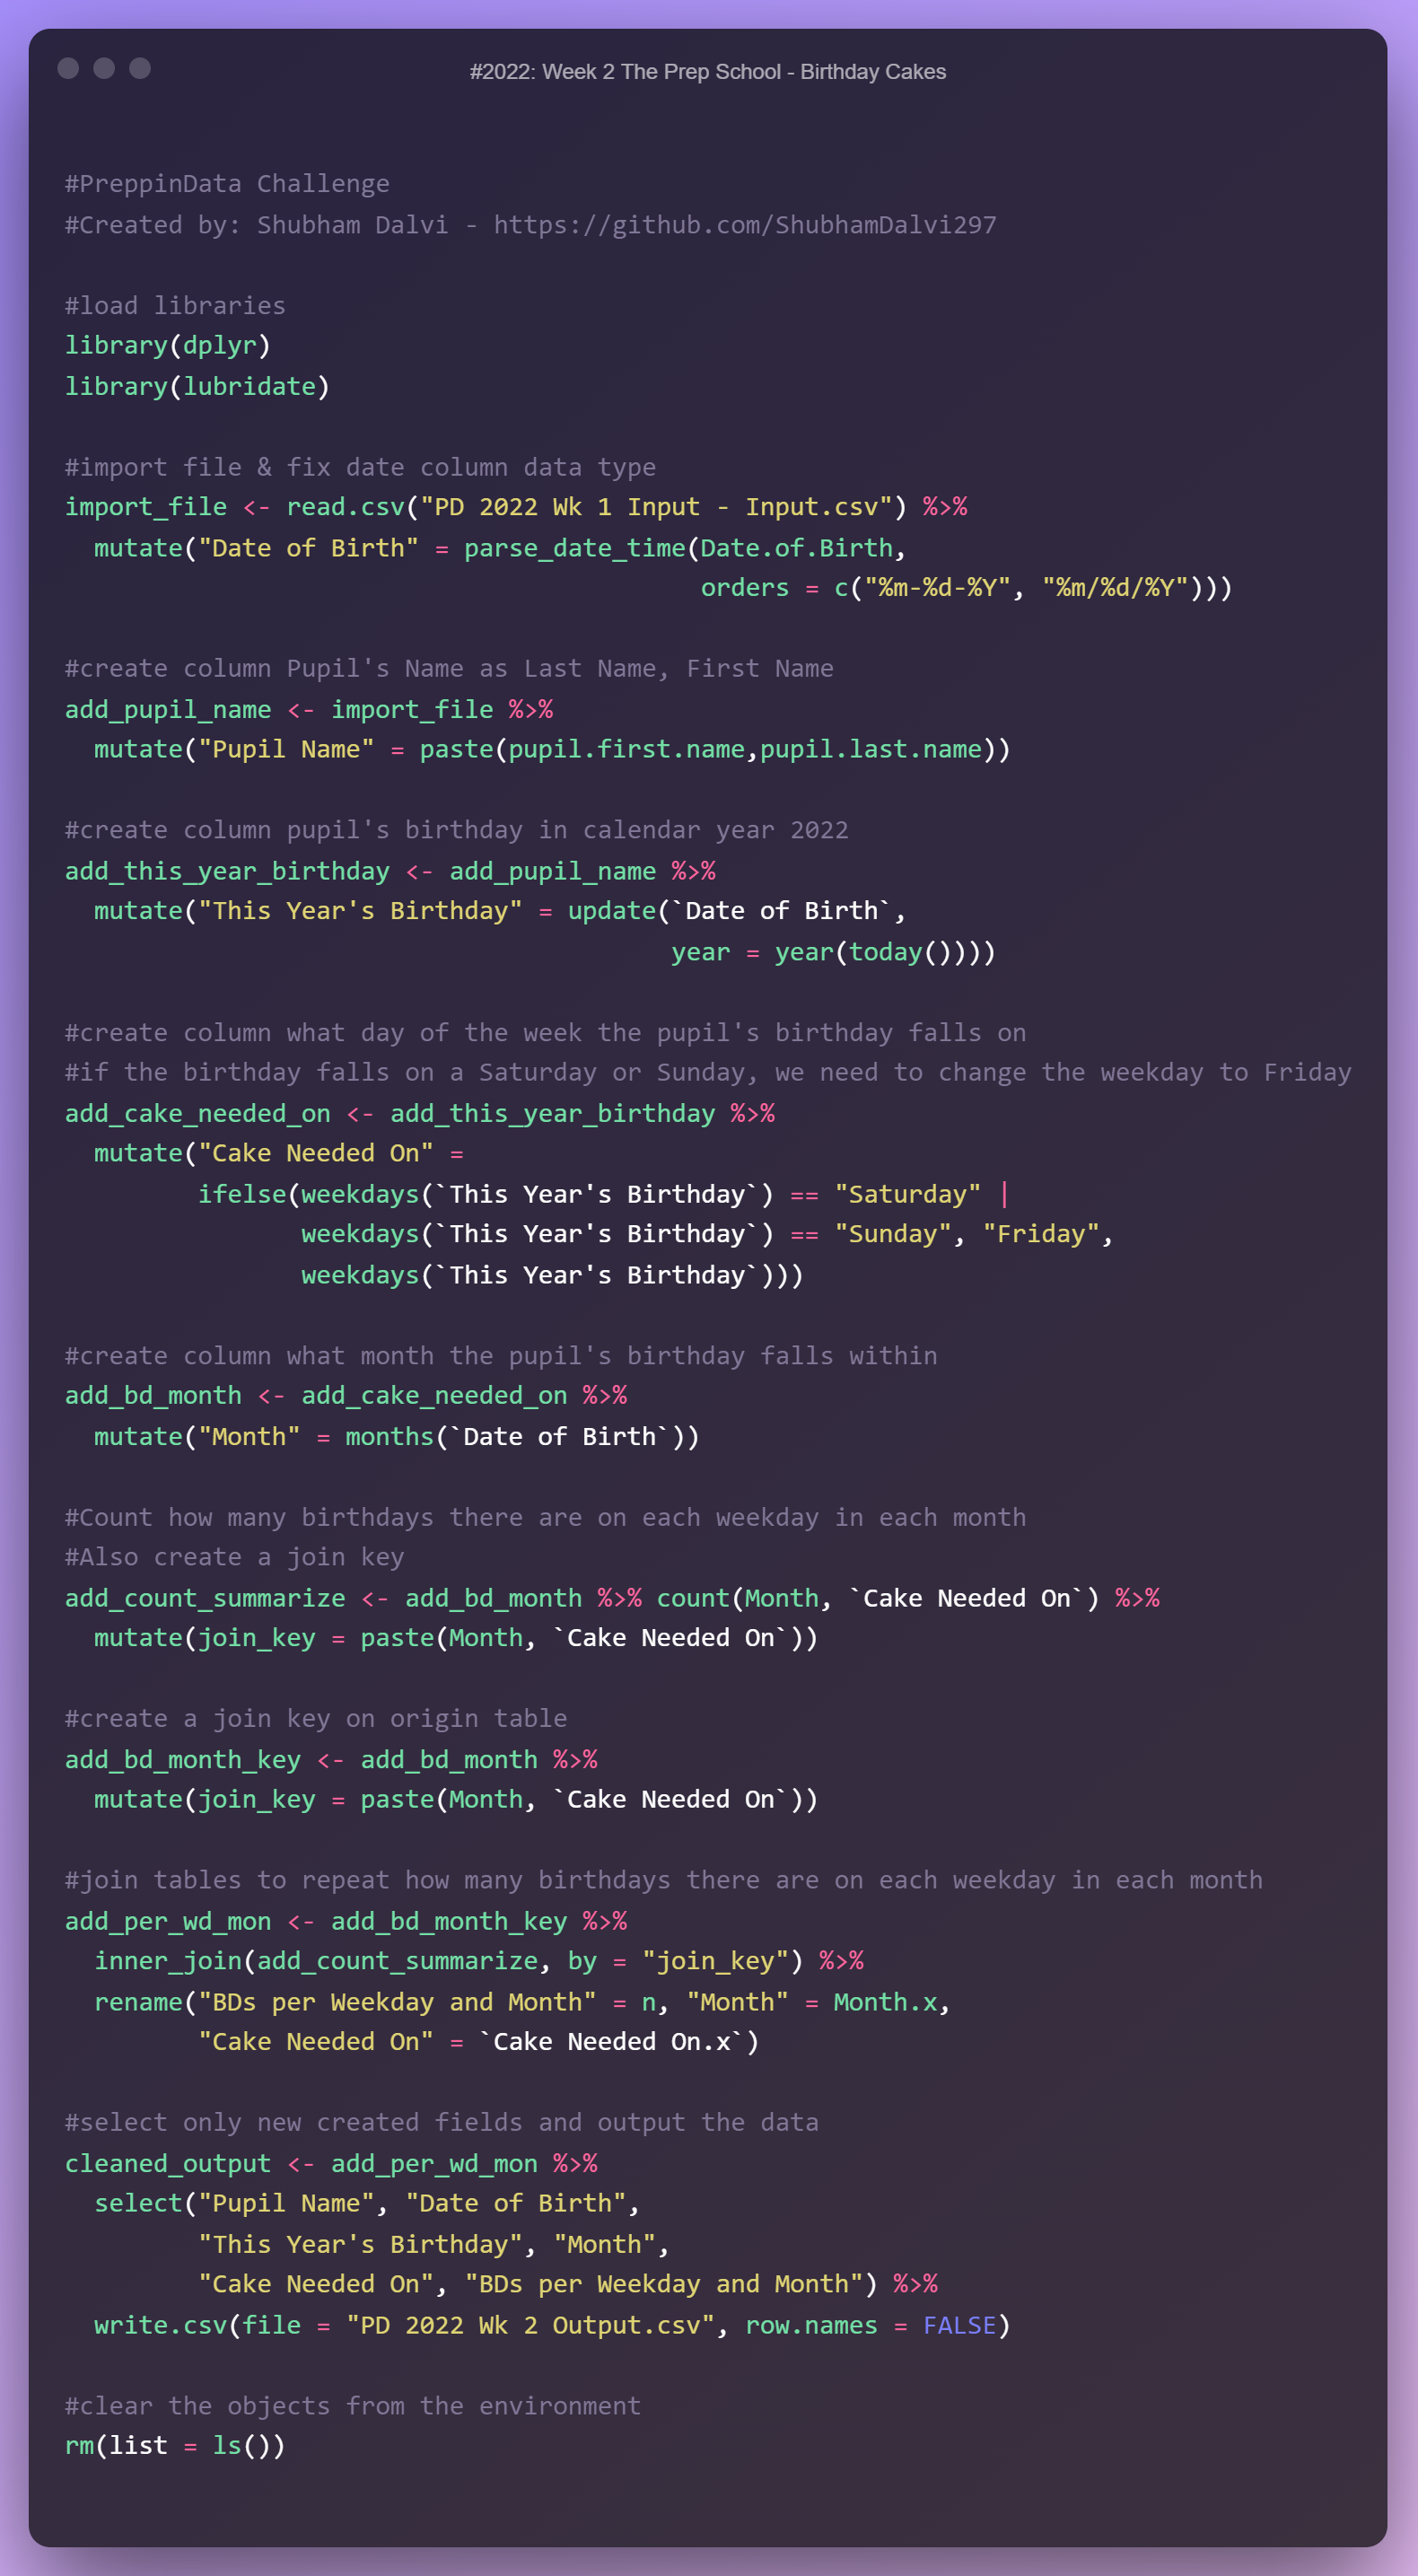 #2022: Week 2 The Prep School - Birthday Cakes
#PreppinData Challenge
#Created by: Shubham Dalvi - https://github.com/ShubhamDalvi297
#load libraries
library(dplyr)
library(lubridate)
#import file & fix date column data type
import_file <- read.csv("PD 2022 Wk 1 Input - Input.csv") %>%
  mutate("Date of Birth" = parse_date_time(Date.of.Birth,
                                           orders = c("%m-%d-%Y", "%m/%d/%Y")))
#create column Pupil's Name as Last Name, First Name
add_pupil_name <- import_file %>%
  mutate("Pupil Name" = paste(pupil.first.name,pupil.last.name))
#create column pupil's birthday in calendar year 2022
add_this_year_birthday <- add_pupil_name %>%
  mutate("This Year's Birthday" = update(`Date of Birth`,
                                         year = year(today())))
#create column what day of the week the pupil's birthday falls on
#if the birthday falls on a Saturday or Sunday, we need to change the weekday to Friday
add_cake_needed_on <- add_this_year_birthday %>%
  mutate("Cake Needed On" =
         ifelse(weekdays(`This Year's Birthday`) == "Saturday" |
                weekdays(`This Year's Birthday`) == "Sunday", "Friday",
                weekdays(`This Year's Birthday`)))
#create column what month the pupil's birthday falls within
add_bd_month <- add_cake_needed_on %>%
  mutate("Month" = months(`Date of Birth`))
#Count how many birthdays there are on each weekday in each month
#Also create a join key
add_count_summarize <- add_bd_month %>% count(Month, `Cake Needed On`) %>%
  mutate(join_key = paste(Month, `Cake Needed On`))
#create a join key on origin table
add_bd_month_key <- add_bd_month %>%
  mutate(join_key = paste(Month, `Cake Needed On`))
#join tables to repeat how many birthdays there are on each weekday in each month
add_per_wd_mon <- add_bd_month_key %>%
  inner_join(add_count_summarize, by = "join_key") %>%
  rename("BDs per Weekday and Month" = n, "Month" = Month.x,
         "Cake Needed On" = `Cake Needed On.x`)
#select only new created fields and output the data
cleaned_output <- add_per_wd_mon %>%
  select("Pupil Name", "Date of Birth",
         "This Year's Birthday", "Month",
         "Cake Needed On", "BDs per Weekday and Month") %>%
  write.csv(file = "PD 2022 Wk 2 Output.csv", row.names = FALSE)
#clear the objects from the environment
rm(list = ls())